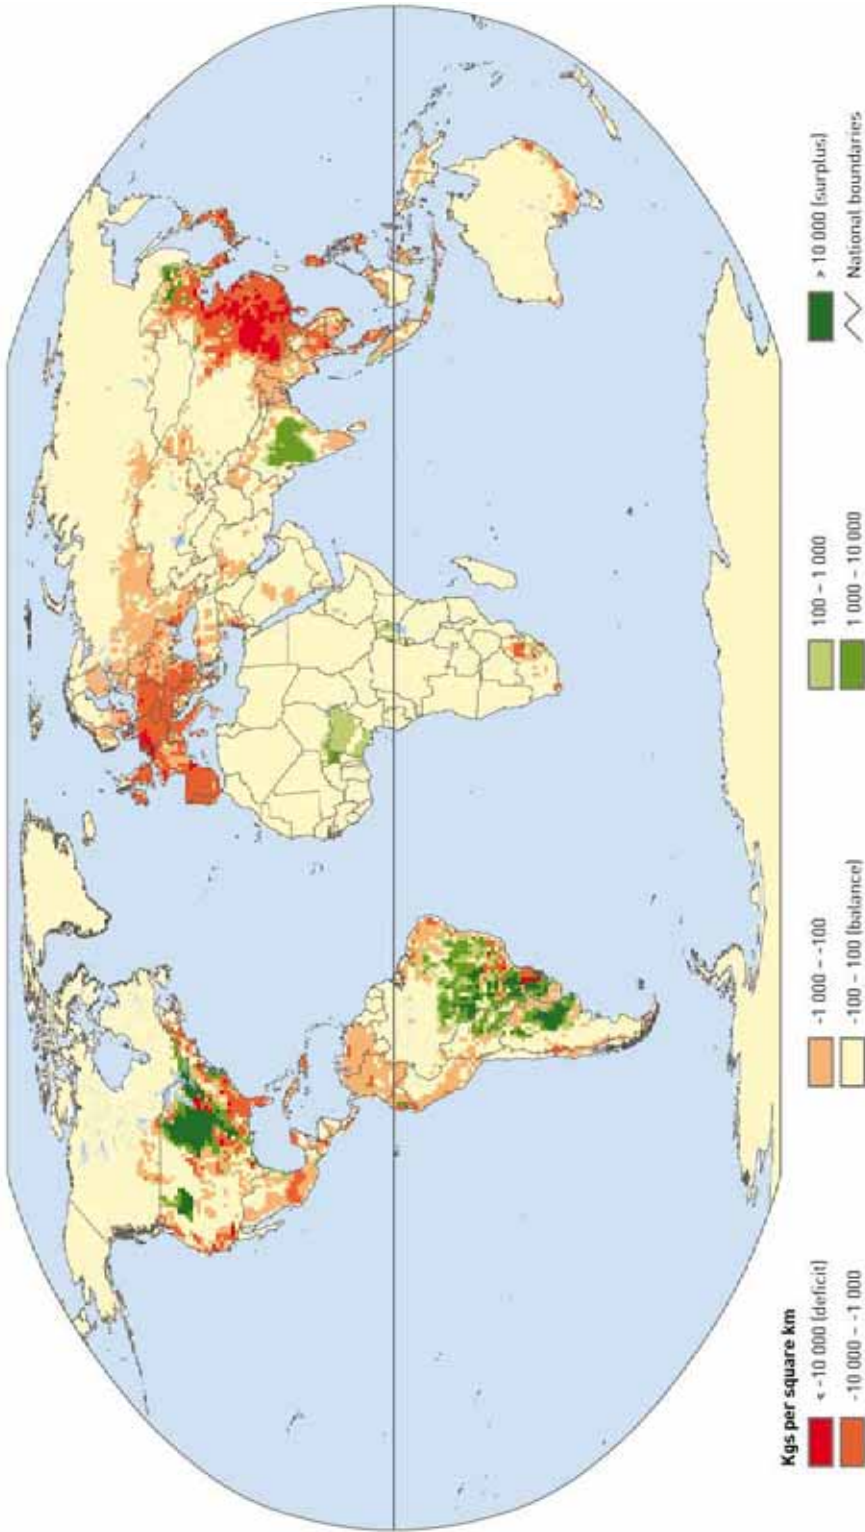 Kgs per square km
< -10 000 (deficit)
-10 000 – -1 000
-1 000 – -100
-100 – 100 (balance)
100 – 1 000
1 000 – 10 000
> 10 000 (surplus)
National boundaries